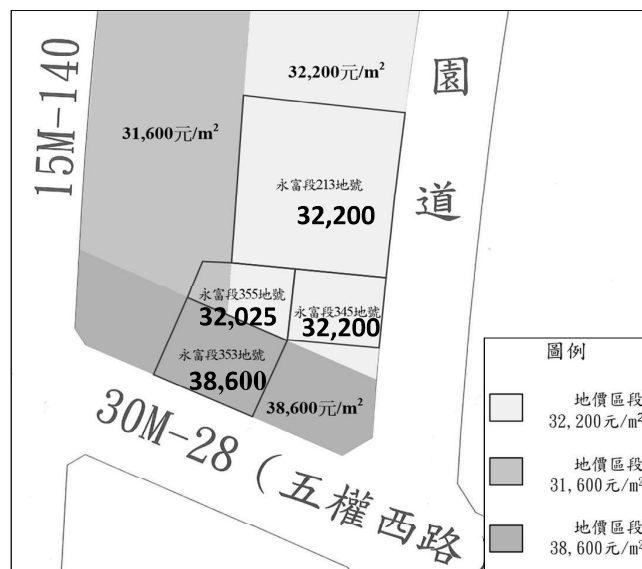 32,200元/m²
園
道
15M-140
31,600元/m²
永富段213地號
32,200
永富段355地號
32,025
永富段345地號
32,200
永富段353地號
38,600
38,600元/m²
30M-28（五權西路
圖例
地價區段
32,200元/m²
地價區段
31,600元/m²
地價區段
38,600元/m²